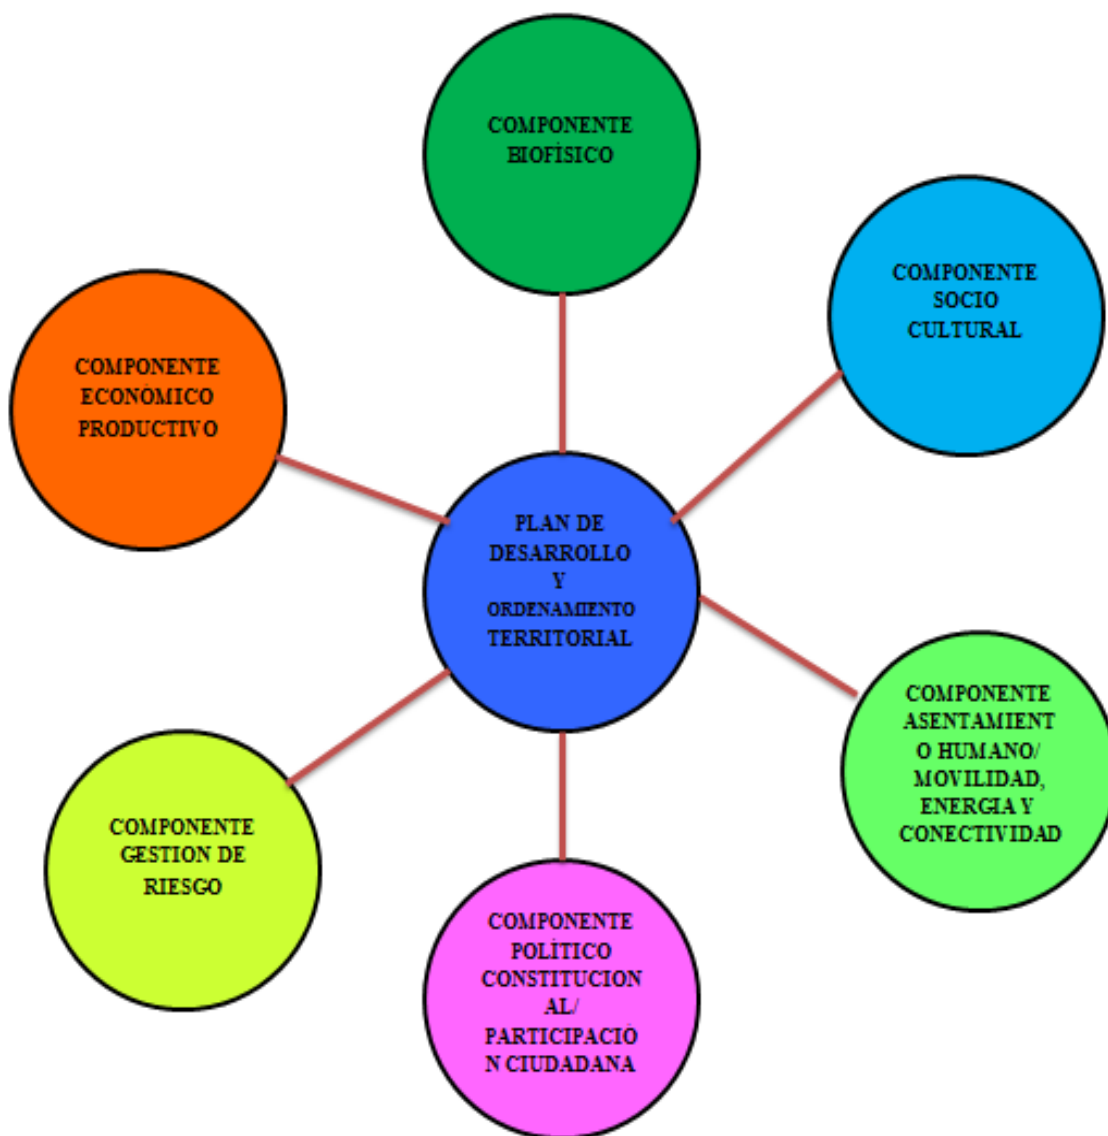 COMPONENTE
BIOFÍSICO
COMPONENTE
SOCIO
CULTURAL
COMPONENTE
ECONÓMICO
PRODUCTIVO
PLAN DE
DESARROLLO
Y
ORDENAMIENTO
TERRITORIAL
COMPONENTE
ASENTAMIENT
O HUMANO/
MOVILIDAD,
ENERGIA Y
CONECTIVIDAD
COMPONENTE
GESTION DE
RIESGO
COMPONENTE
POLÍTICO
CONSTITUCION
AL/
PARTICIPACIÓ
N CIUDADANA